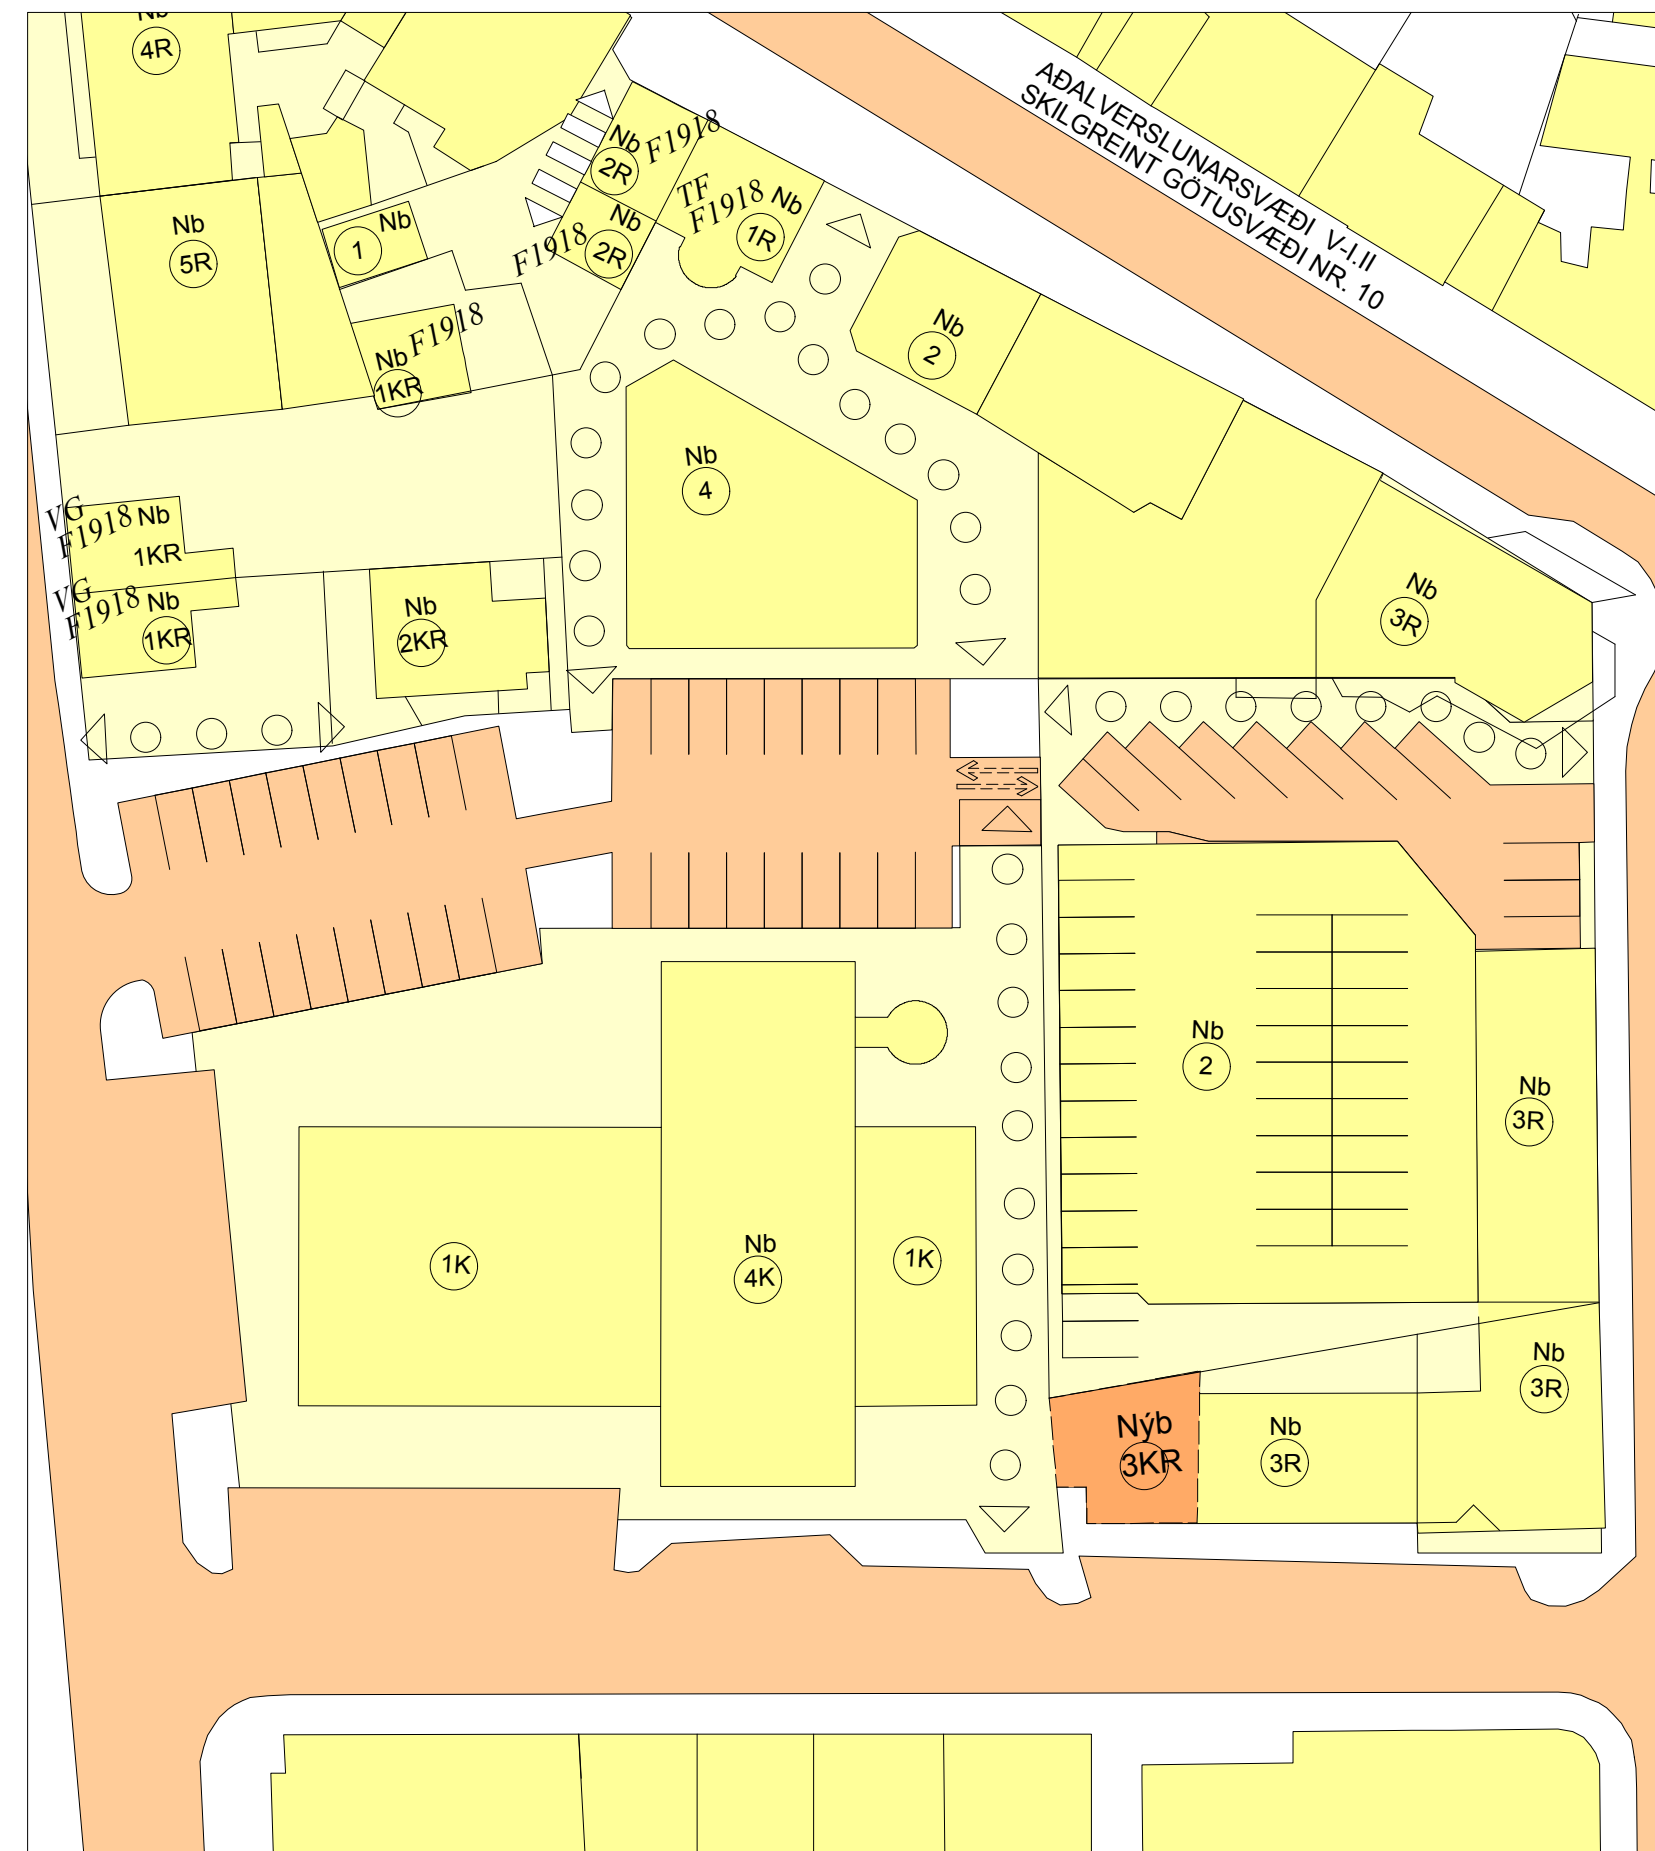 Nb
4R
AÐALVERSLUNARSVÆÐI V-I.II
SKILGREINT GÖTUSVÆÐI NR. 10
Nb
2R
F1918
TF
F1918
Nb
1R
Nb
2R
F1918
Nb
5R
Nb
1
Nb
F1918
1KR
Nb
2
Nb
4
VG
F1918
Nb
1KR
VG
F1918
Nb
1KR
Nb
2KR
Nb
3R
Nb
2
Nb
3R
1K
Nb
4K
1K
Nb
3R
Nýb
3KR
Nb
3R